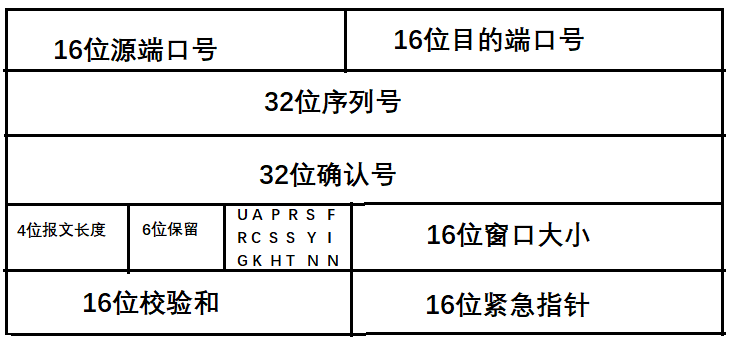 16位源端口号 16位目的端口号
32位序列号
32位确认号
4位报文长度 6位保留 UAPRSF 16位窗口大小
RCSSYI
GKHTNN
16位校验和 16位紧急指针